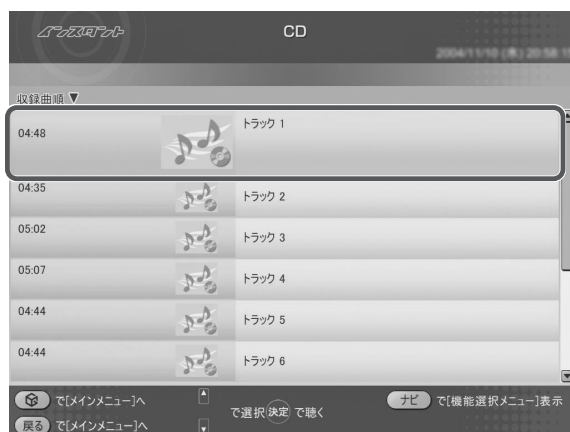 インスタント
CD
2004/11/10 (水) 20:58
収録曲順 ▼
04:48 トラック 1
04:35 トラック 2
05:02 トラック 3
05:07 トラック 4
04:44 トラック 5
04:44 トラック 6
で[メインメニュー]へ
戻る で[メインメニュー]へ
で選択 決定 で聴く
ナビ で[機能選択メニュー]表示